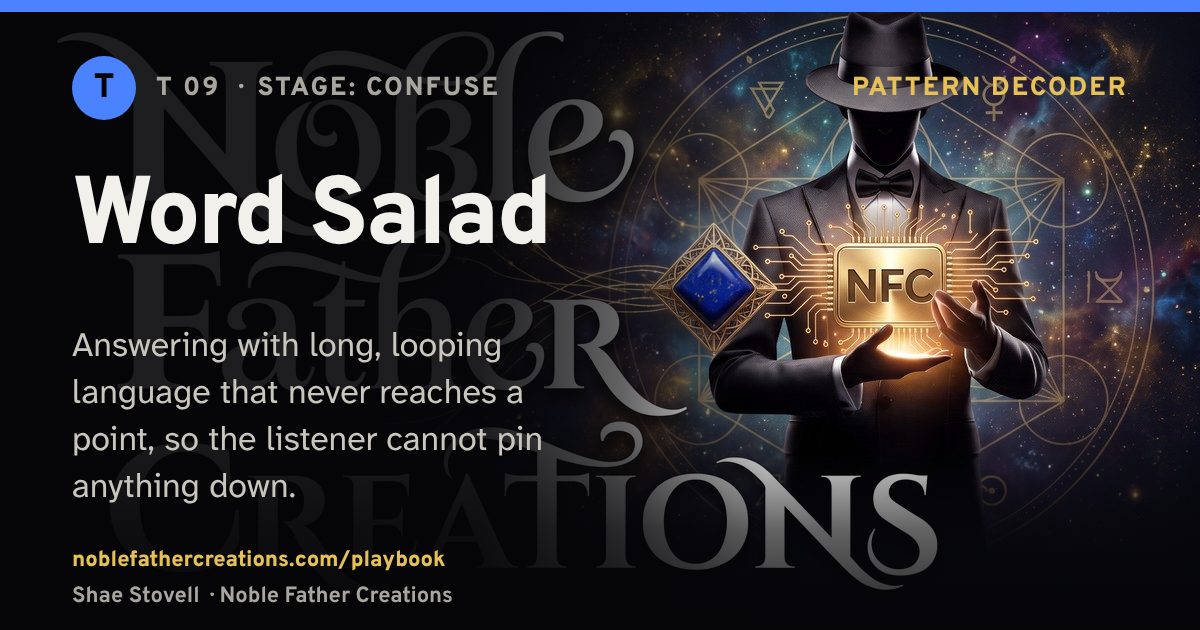 T
T 09 · STAGE: CONFUSE
PATTERN DECODER
Noble
Father
Creations
Word Salad
NFC
Answering with long, looping
language that never reaches a
point, so the listener cannot pin
anything down.
noblefathercreations.com/playbook
Shae Stovell · Noble Father Creations